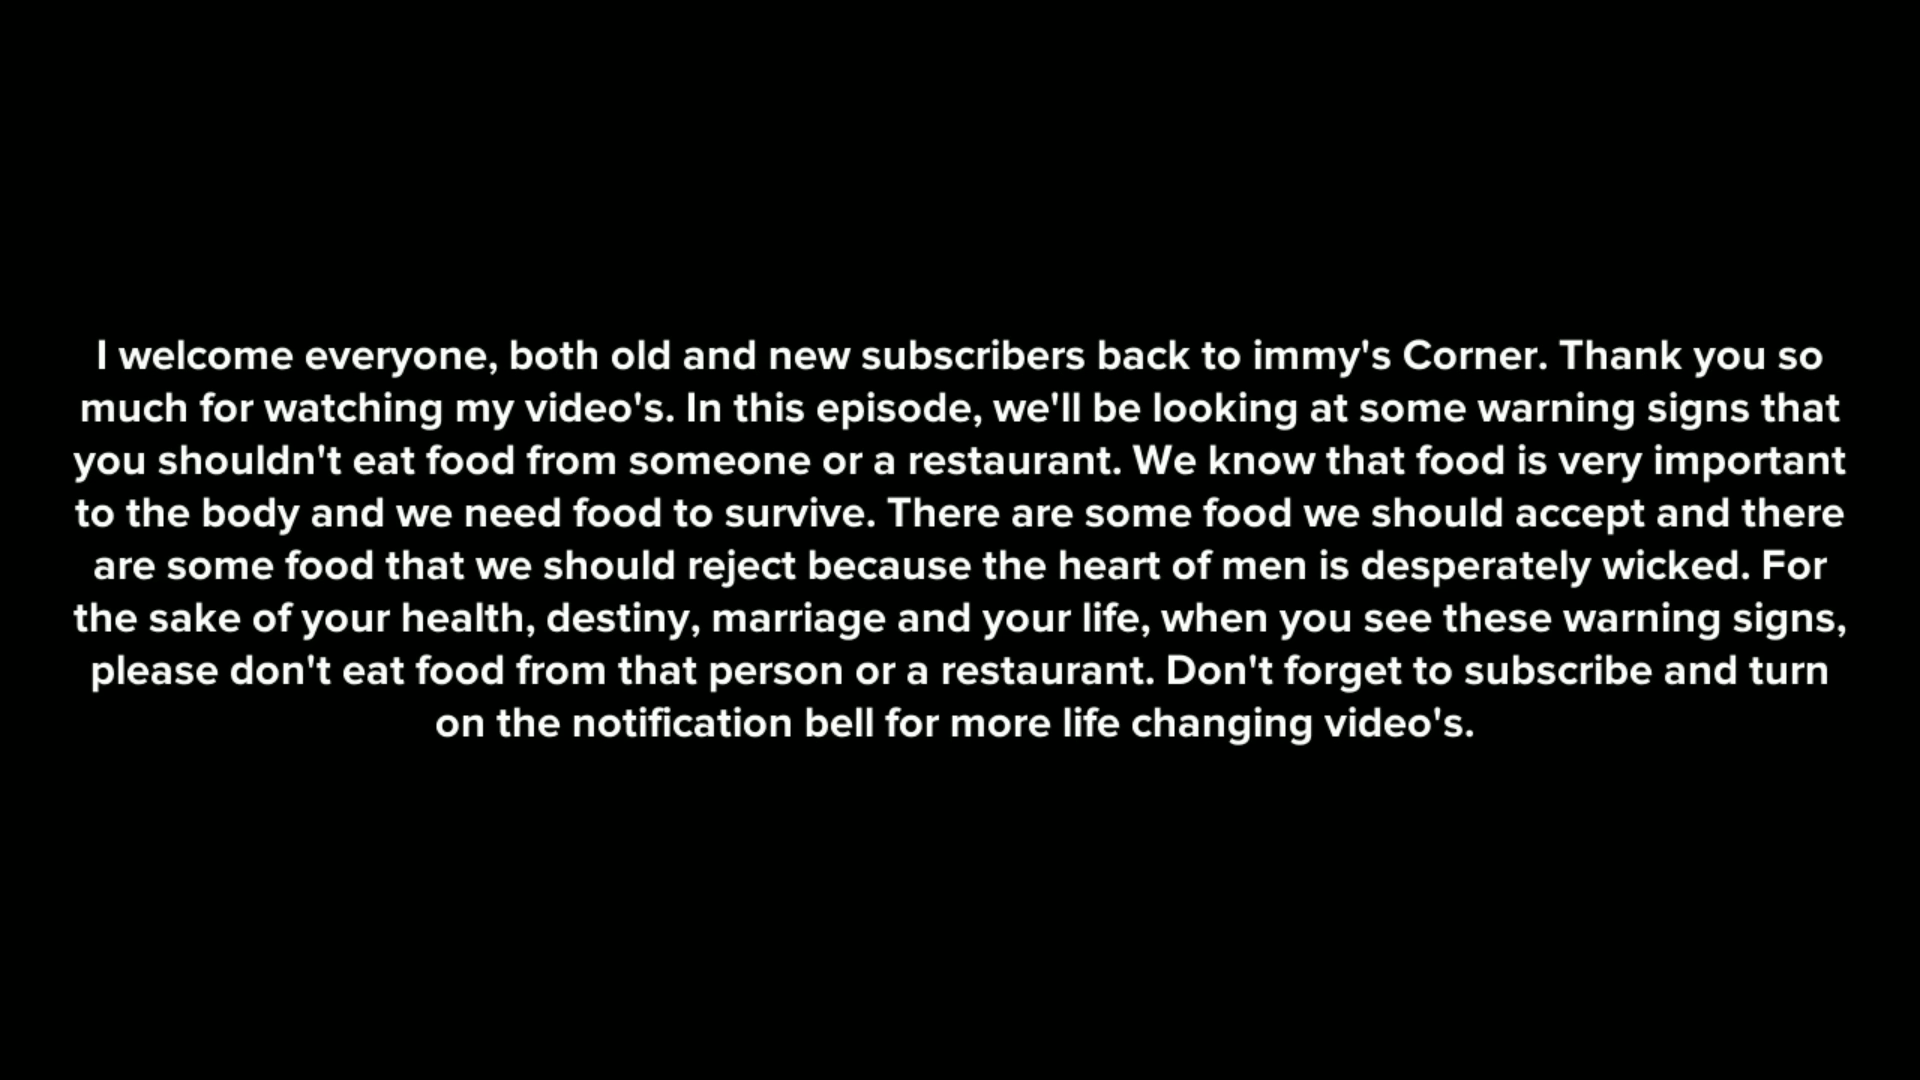 I welcome everyone, both old and new subscribers back to immy's Corner. Thank you so
much for watching my video's. In this episode, we'll be looking at some warning signs that
you shouldn't eat food from someone or a restaurant. We know that food is very important
to the body and we need food to survive. There are some food we should accept and there
are some food that we should reject because the heart of men is desperately wicked. For
the sake of your health, destiny, marriage and your life, when you see these warning signs,
please don't eat food from that person or a restaurant. Don't forget to subscribe and turn
on the notification bell for more life changing video's.